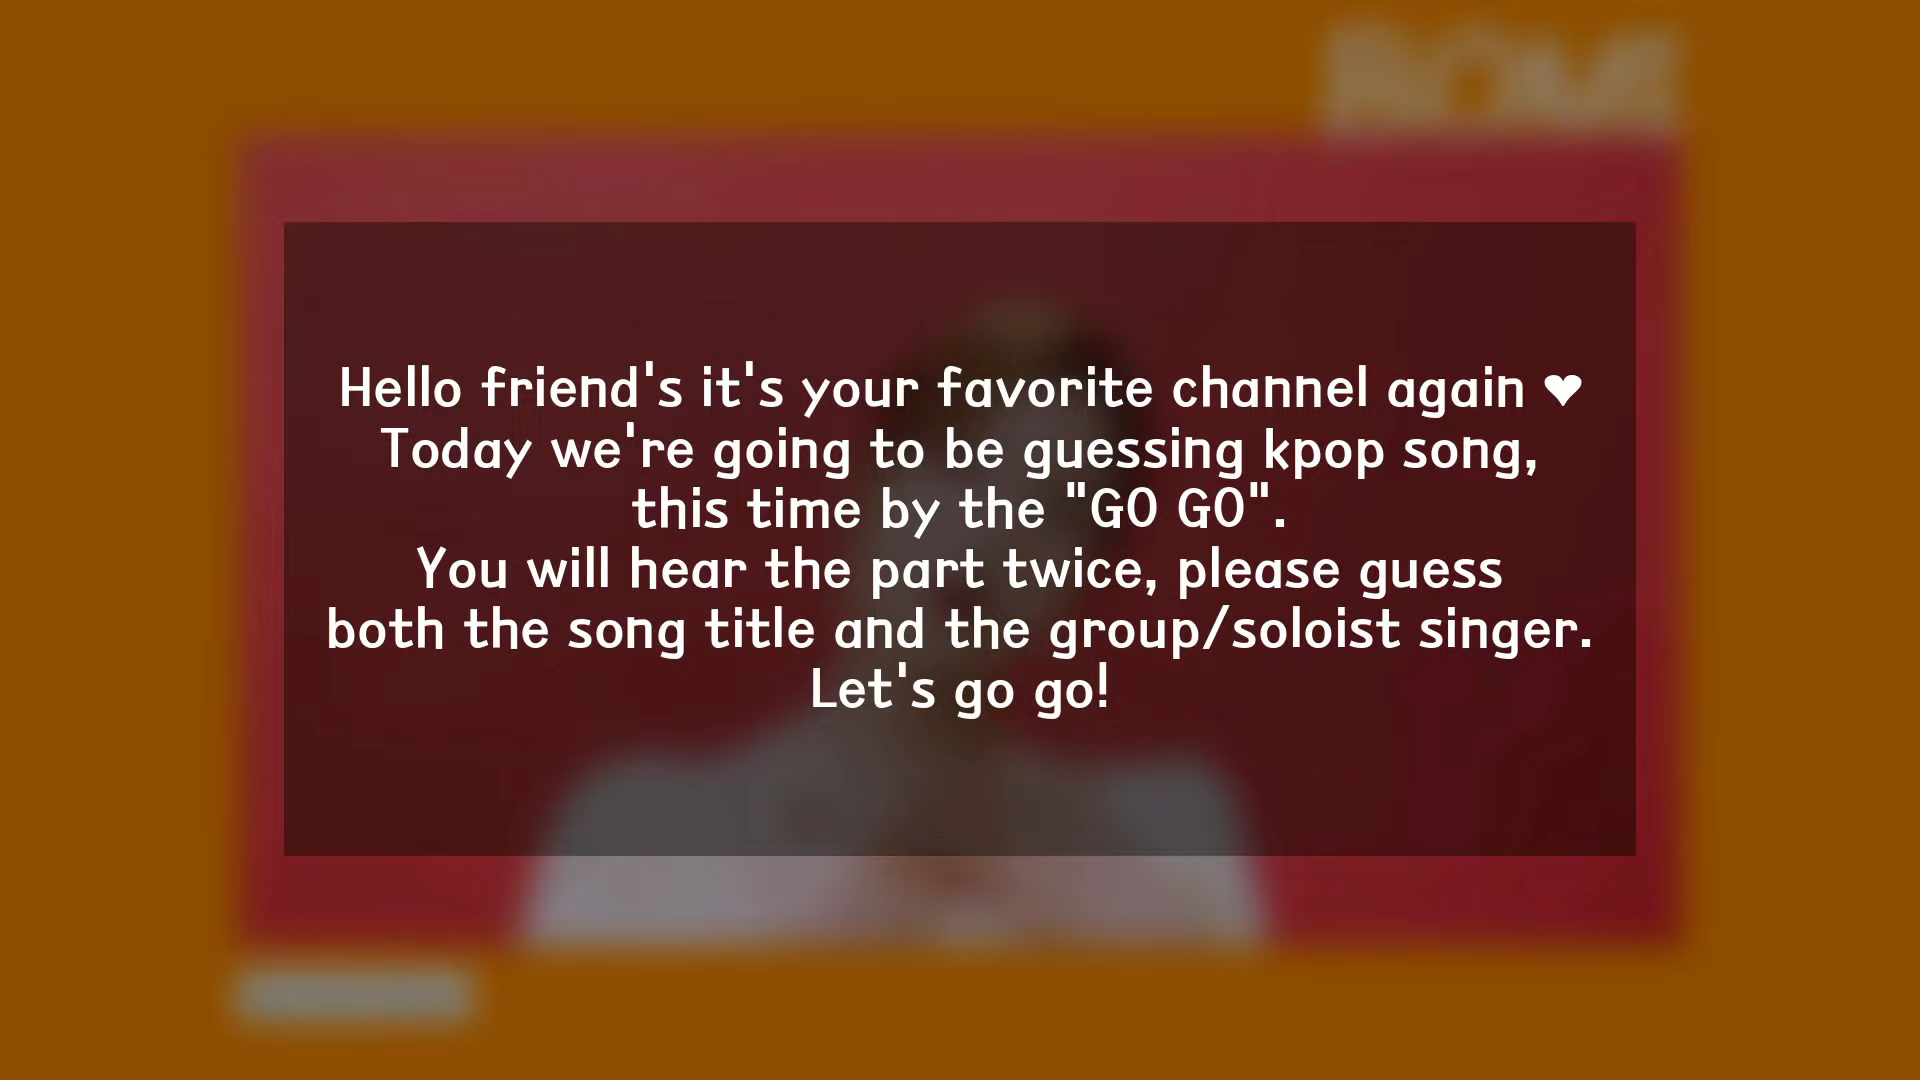 Hello friend's it's your favorite channel again ♥
Today we're going to be guessing kpop song,
this time by the "GO GO".
You will hear the part twice, please guess
both the song title and the group/soloist singer.
Let's go go!